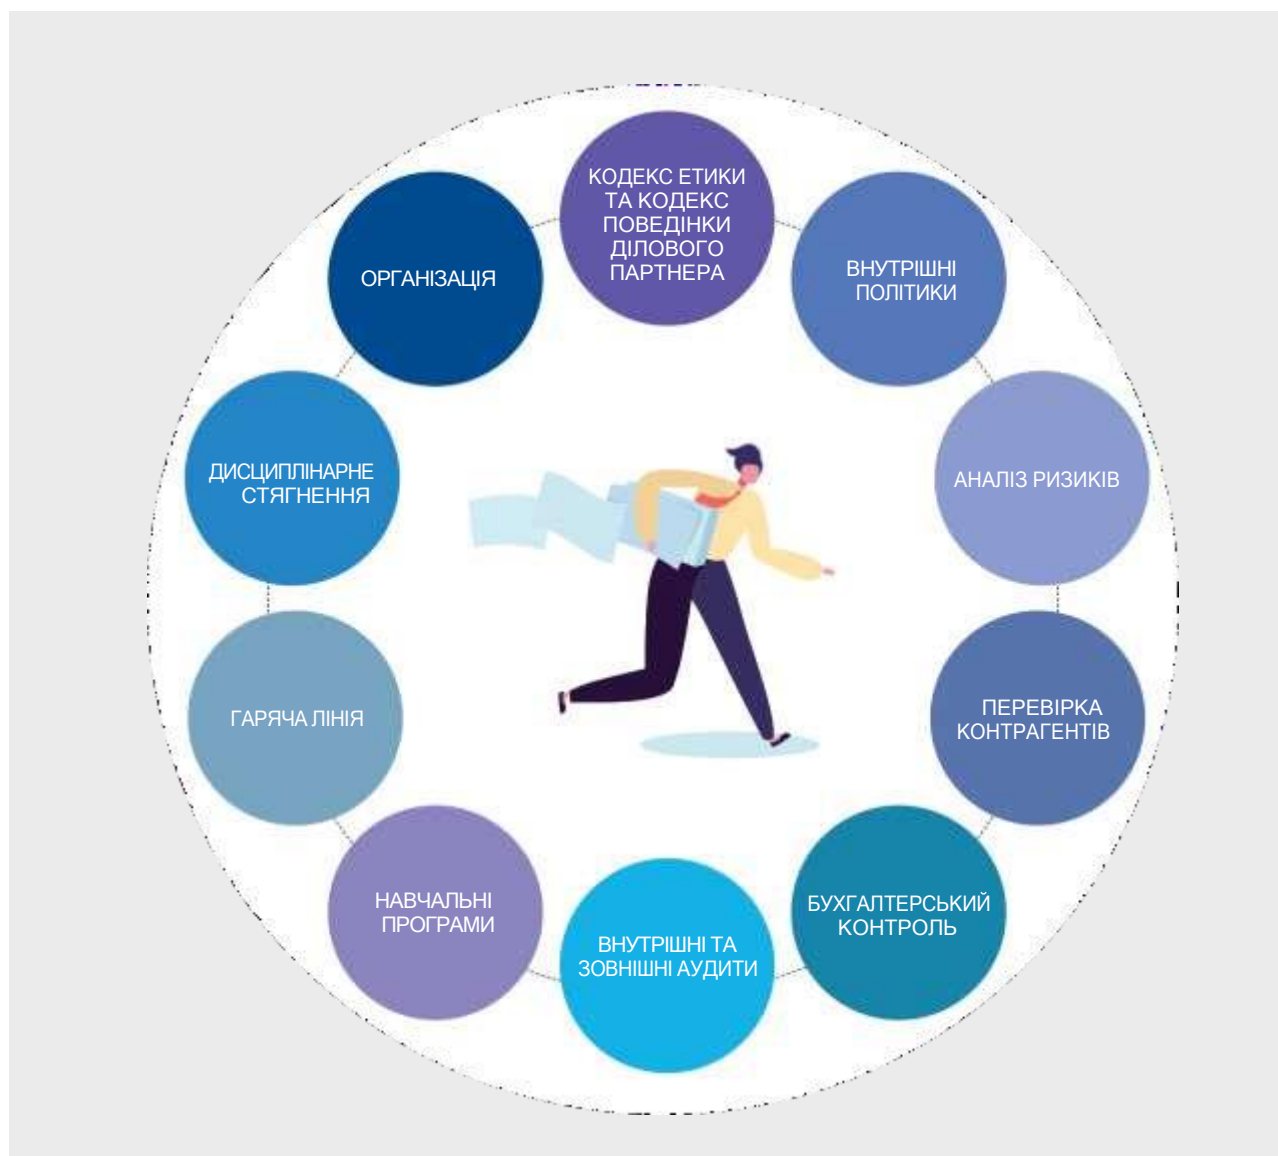 КОДЕКС ЕТИКИ
ТА КОДЕКС
ПОВЕДІНКИ
ДІЛОВОГО
ПАРТНЕРА
ВНУТРІШНІ
ПОЛІТИКИ
АНАЛІЗ РИЗИКІВ
ПЕРЕВІРКА
КОНТРАГЕНТІВ
БУХГАЛТЕРСЬКИЙ
КОНТРОЛЬ
ВНУТРІШНІ ТА
ЗОВНІШНІ АУДИТИ
НАВЧАЛЬНІ
ПРОГРАМИ
ГАРЯЧА ЛІНІЯ
ДИСЦИПЛІНАРНЕ
СТЯГНЕННЯ
ОРГАНІЗАЦІЯ